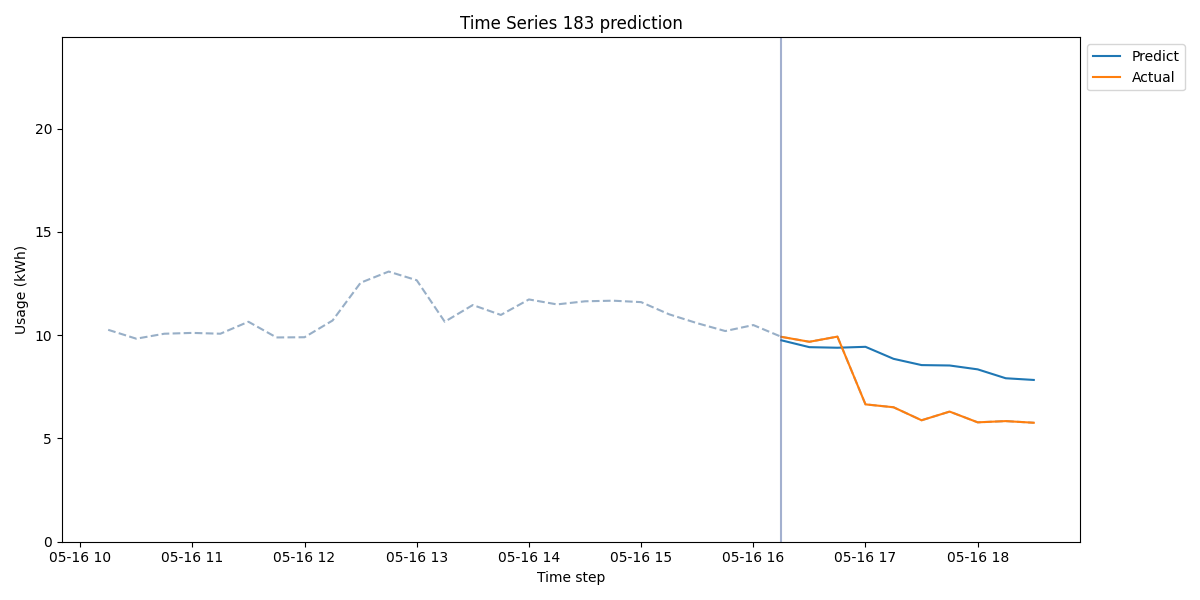 Time Series 183 prediction
Predict
Actual
Usage (kWh)
20
15
10
5
0
05-16 10 05-16 11 05-16 12 05-16 13 05-16 14 05-16 15 05-16 16 05-16 17 05-16 18
Time step